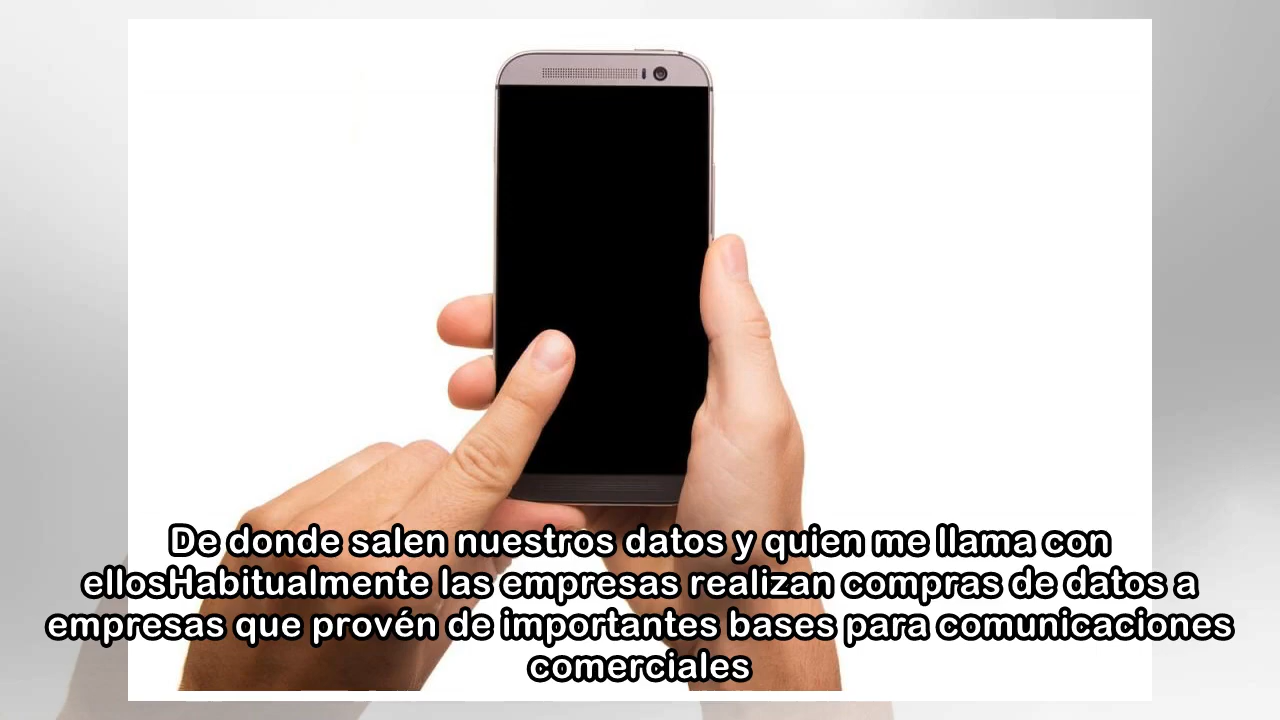 De donde salen nuestros datos y quien me llama con
ellosHabitualmente las empresas realizan compras de datos a
empresas que provén de importantes bases para comunicaciones
comerciales